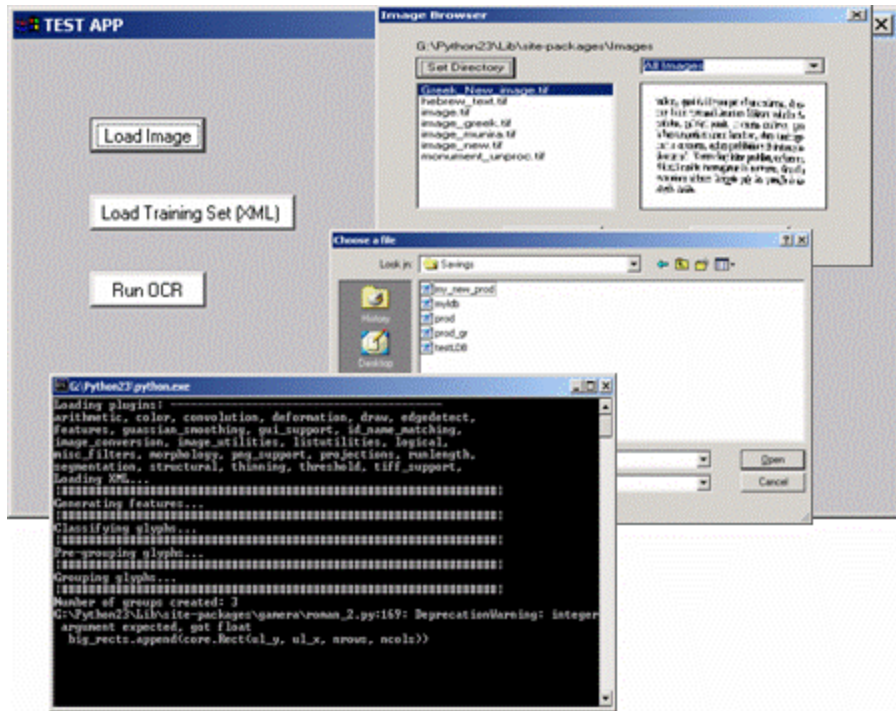 TEST APP
Load Image
Load Training Set (XML)
Run OCR
Image Browser
G:\Python23\Lib\site-packages\Images
Set Directory
All Images
Greek_New_image.tif
hebrew_text.tif
image.tif
image_greek.tif
image_munira.tif
image_new.tif
monument_unproc.tif
Choose a file
Look in: Savings
History
Desktop
my_new_prod
myldb
prod
prod_gr
testLDB
Open
Cancel
G:\Python23\python.exe
Loading plugins:
arithmetic, color, convolution, deformation, draw, edgedetect,
features, guassian_smoothing, gui_support, id_name_matching,
image_conversion, image_utilities, listutilities, logical,
misc_filters, morphology, png_support, projections, runlength,
segmentation, structural, thinning, threshold, tiff_support,
Loading XML...
Generating features...
Classifying glyphs...
Pre-grouping glyphs...
Grouping glyphs...
Number of groups created: 3
G:\Python23\Lib\site-packages\gamera\roman_2.py:169: DeprecationWarning: integer
argument expected, got float
big_rects.append(core.Rect(ul_y, ul_x, nrows, ncols))